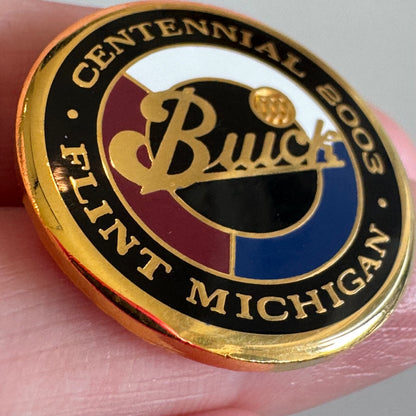 • CENTENNIAL 2003 •
Buick
FLINT MICHIGAN